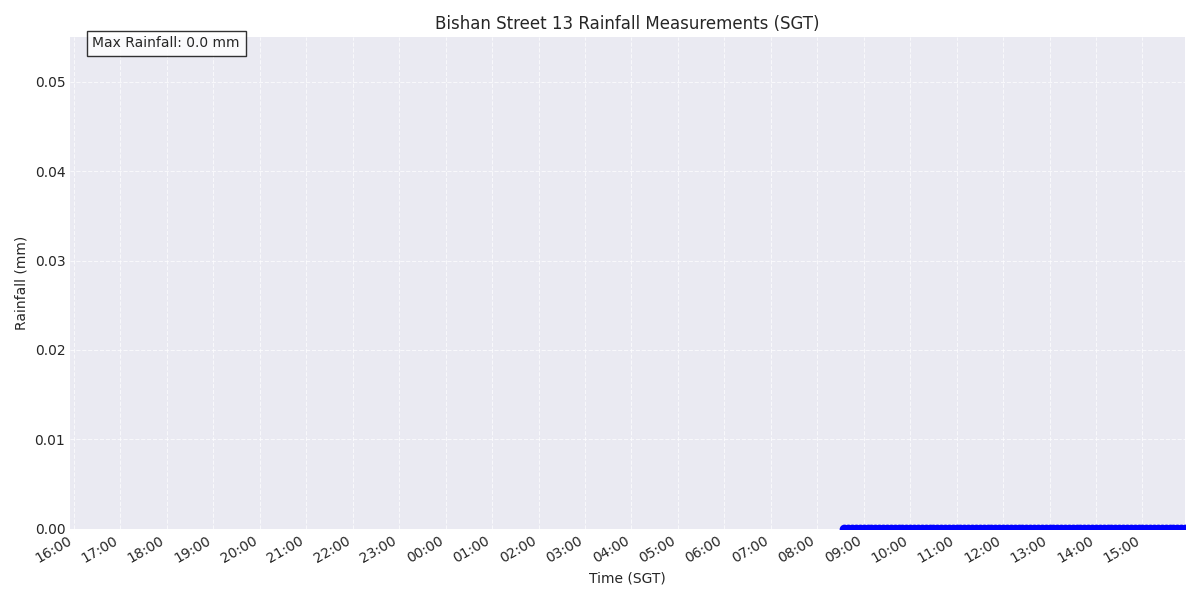 Bishan Street 13 Rainfall Measurements (SGT)
Max Rainfall: 0.0 mm
0.05
0.04
0.03
0.02
0.01
0.00
Rainfall (mm)
16:00 17:00 18:00 19:00 20:00 21:00 22:00 23:00 00:00 01:00 02:00 03:00 04:00 05:00 06:00 07:00 08:00 09:00 10:00 11:00 12:00 13:00 14:00 15:00
Time (SGT)